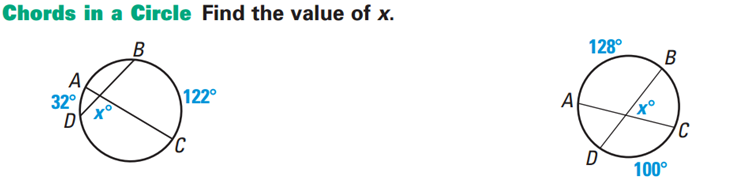 Chords in a Circle Find the value of x.
B
A
32°
122°
x°
D
C
128°
B
A
x°
C
D
100°